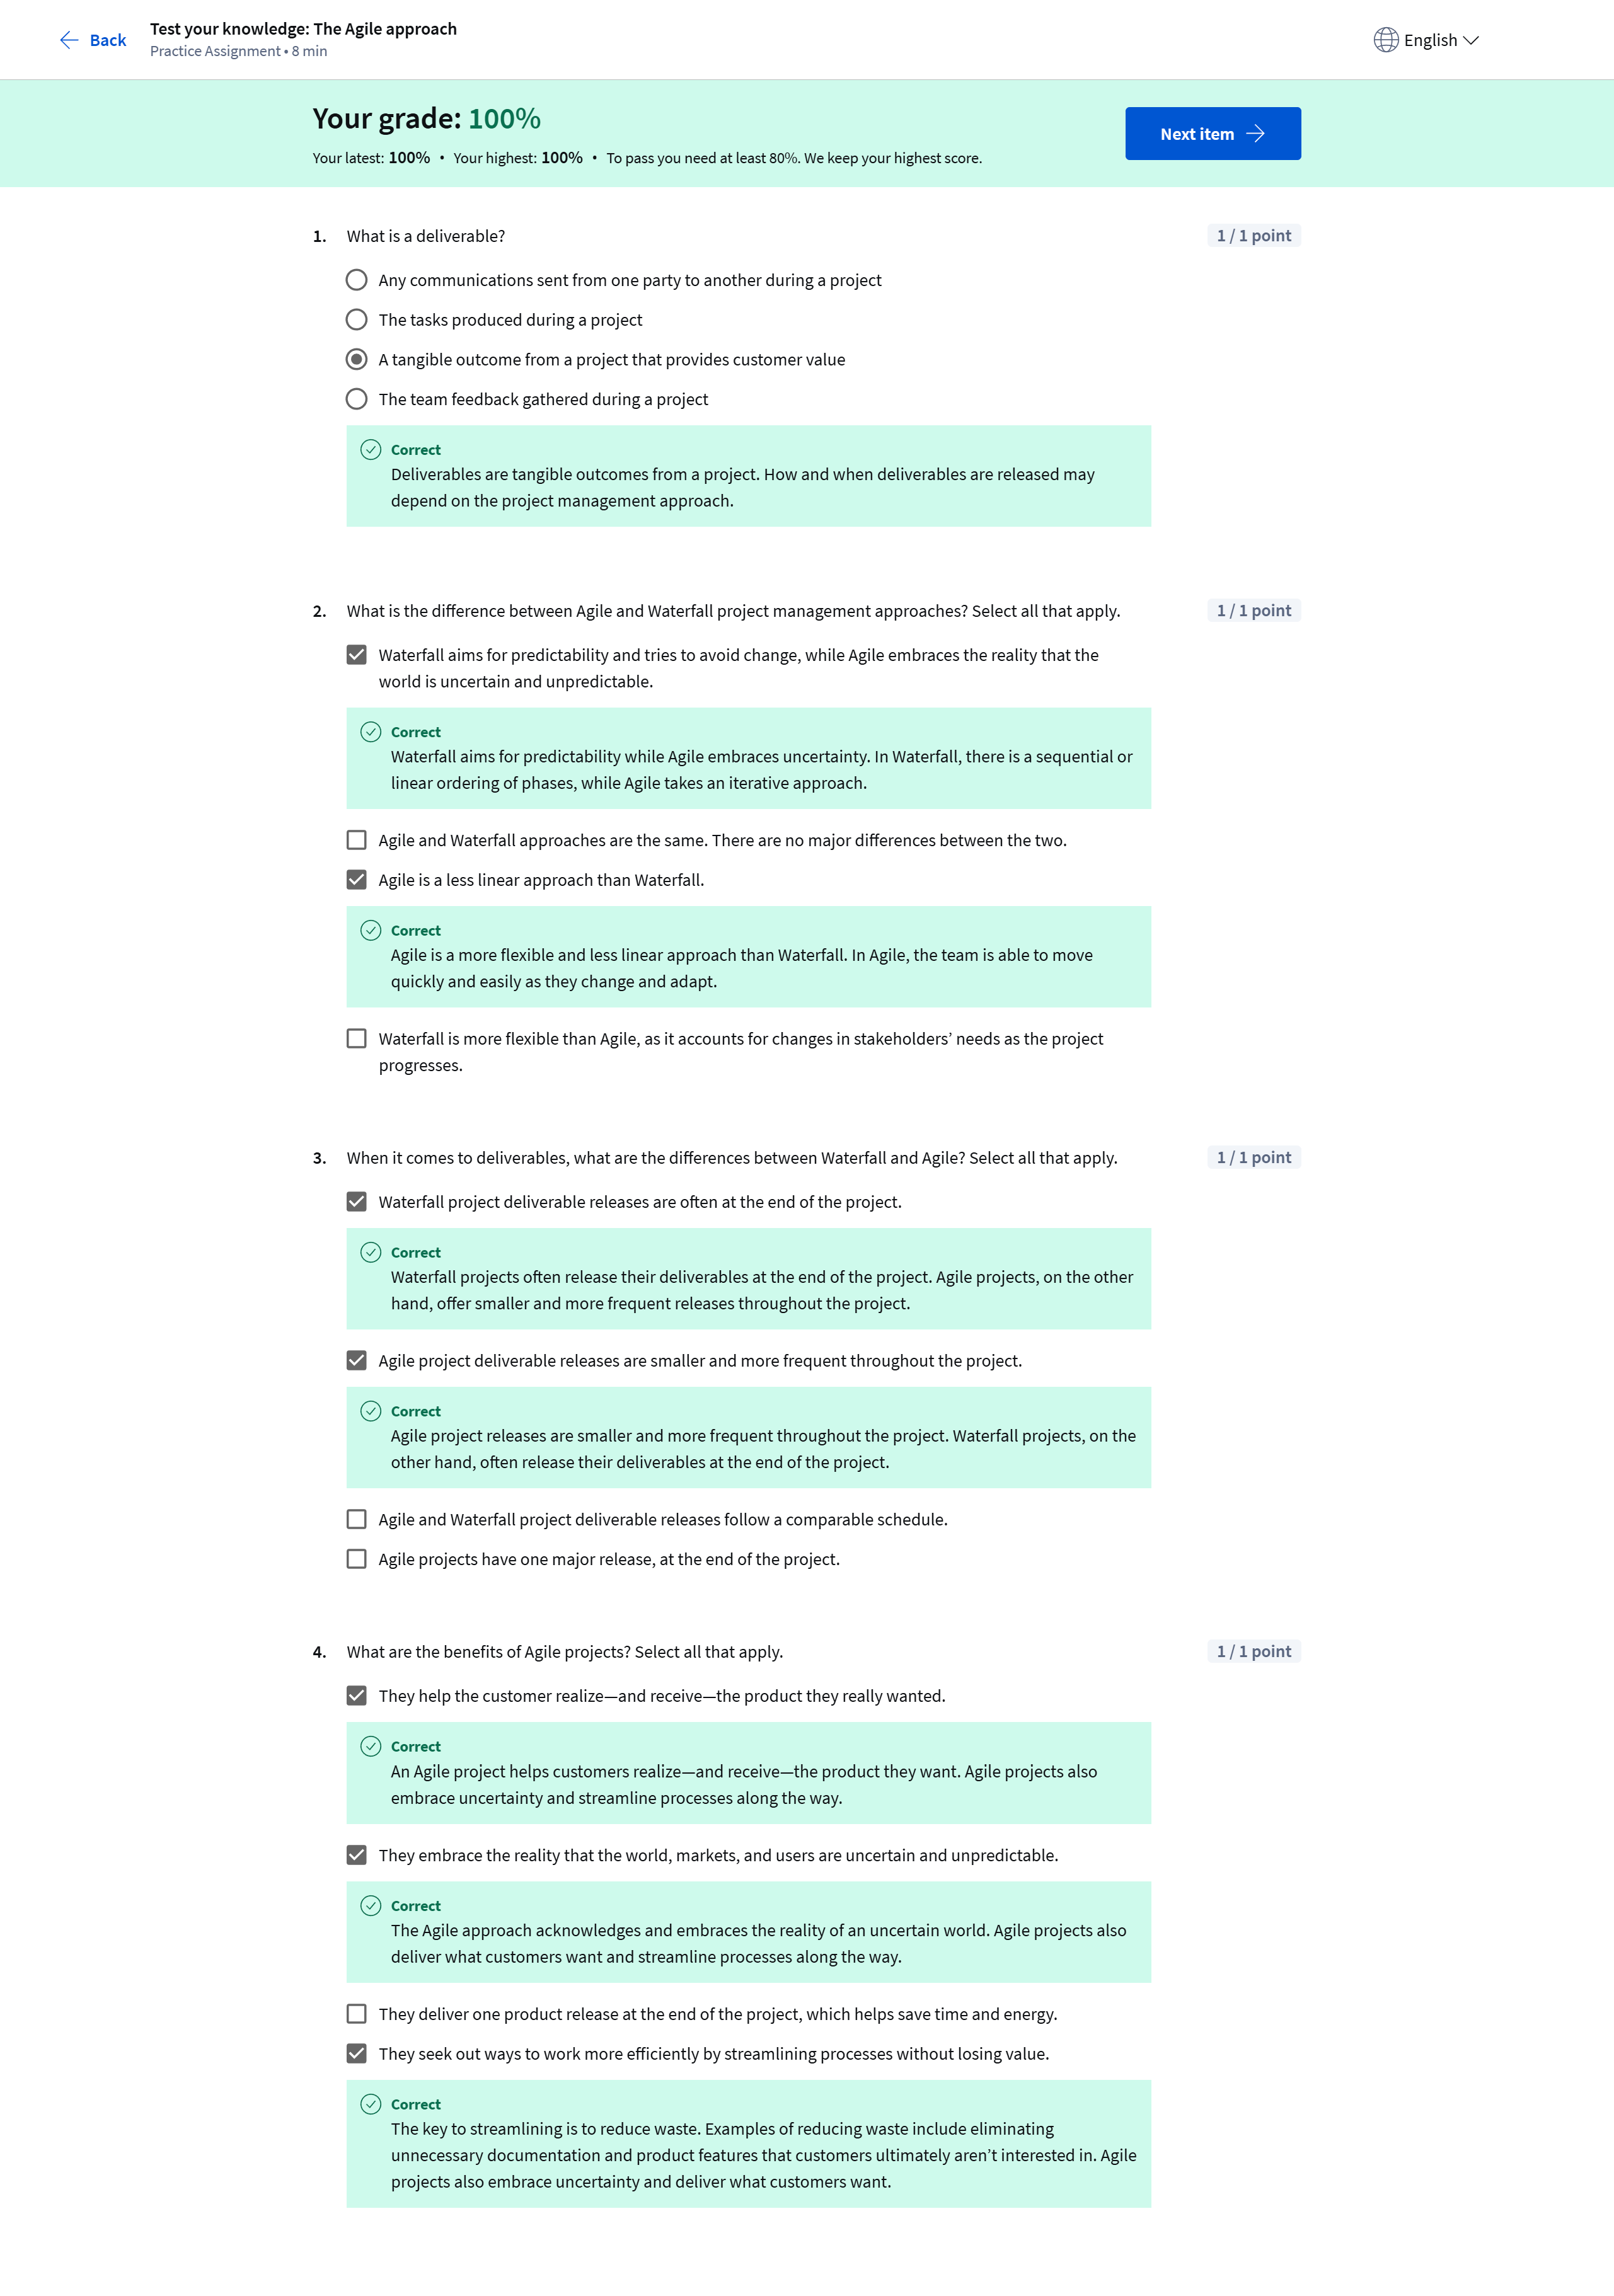 Back
Test your knowledge: The Agile approach
Practice Assignment • 8 min
English
Your grade: 100%
Your latest: 100% • Your highest: 100% • To pass you need at least 80%. We keep your highest score.
Next item
1. What is a deliverable?
1 / 1 point
Any communications sent from one party to another during a project
The tasks produced during a project
A tangible outcome from a project that provides customer value
The team feedback gathered during a project
Correct
Deliverables are tangible outcomes from a project. How and when deliverables are released may
depend on the project management approach.
2. What is the difference between Agile and Waterfall project management approaches? Select all that apply.
1 / 1 point
Waterfall aims for predictability and tries to avoid change, while Agile embraces the reality that the
world is uncertain and unpredictable.
Correct
Waterfall aims for predictability while Agile embraces uncertainty. In Waterfall, there is a sequential or
linear ordering of phases, while Agile takes an iterative approach.
Agile and Waterfall approaches are the same. There are no major differences between the two.
Agile is a less linear approach than Waterfall.
Correct
Agile is a more flexible and less linear approach than Waterfall. In Agile, the team is able to move
quickly and easily as they change and adapt.
Waterfall is more flexible than Agile, as it accounts for changes in stakeholders’ needs as the project
progresses.
3. When it comes to deliverables, what are the differences between Waterfall and Agile? Select all that apply.
1 / 1 point
Waterfall project deliverable releases are often at the end of the project.
Correct
Waterfall projects often release their deliverables at the end of the project. Agile projects, on the other
hand, offer smaller and more frequent releases throughout the project.
Agile project deliverable releases are smaller and more frequent throughout the project.
Correct
Agile project releases are smaller and more frequent throughout the project. Waterfall projects, on the
other hand, often release their deliverables at the end of the project.
Agile and Waterfall project deliverable releases follow a comparable schedule.
Agile projects have one major release, at the end of the project.
4. What are the benefits of Agile projects? Select all that apply.
1 / 1 point
They help the customer realize—and receive—the product they really wanted.
Correct
An Agile project helps customers realize—and receive—the product they want. Agile projects also
embrace uncertainty and streamline processes along the way.
They embrace the reality that the world, markets, and users are uncertain and unpredictable.
Correct
The Agile approach acknowledges and embraces the reality of an uncertain world. Agile projects also
deliver what customers want and streamline processes along the way.
They deliver one product release at the end of the project, which helps save time and energy.
They seek out ways to work more efficiently by streamlining processes without losing value.
Correct
The key to streamlining is to reduce waste. Examples of reducing waste include eliminating
unnecessary documentation and product features that customers ultimately aren’t interested in. Agile
projects also embrace uncertainty and deliver what customers want.